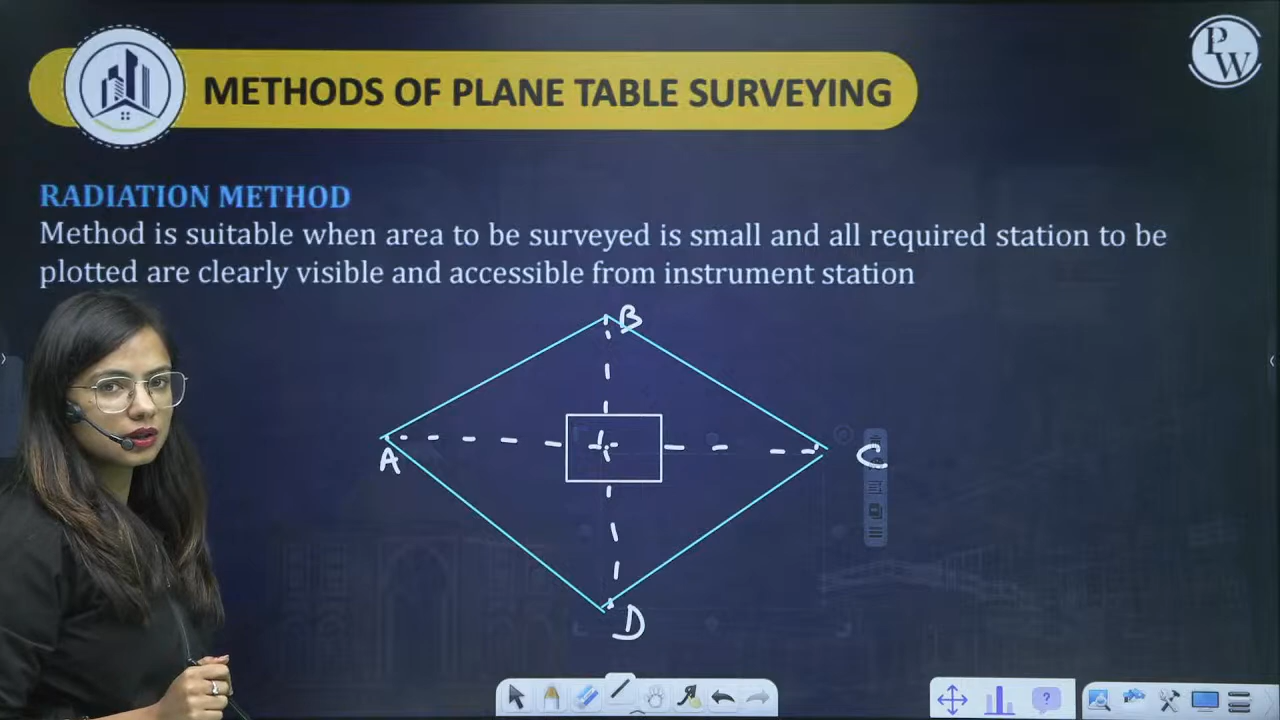 METHODS OF PLANE TABLE SURVEYING
PW
RADIATION METHOD
Method is suitable when area to be surveyed is small and all required station to be
plotted are clearly visible and accessible from instrument station
B
A
C
D
?